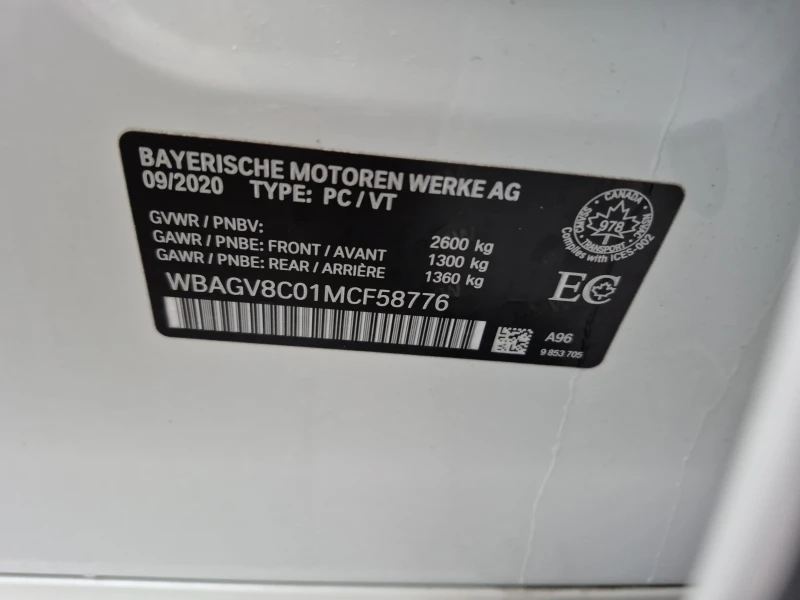 BAYERISCHE MOTOREN WERKE AG
09/2020 TYPE: PC / VT
GVWR / PNBV: 2600 kg
GAWR / PNBE: FRONT / AVANT 1300 kg
GAWR / PNBE: REAR / ARRIÈRE 1360 kg
WBAGV8C01MCF58776
CANADA
978
TRANSPORT
Complies with ICES-002
EC
A96
9 853 705